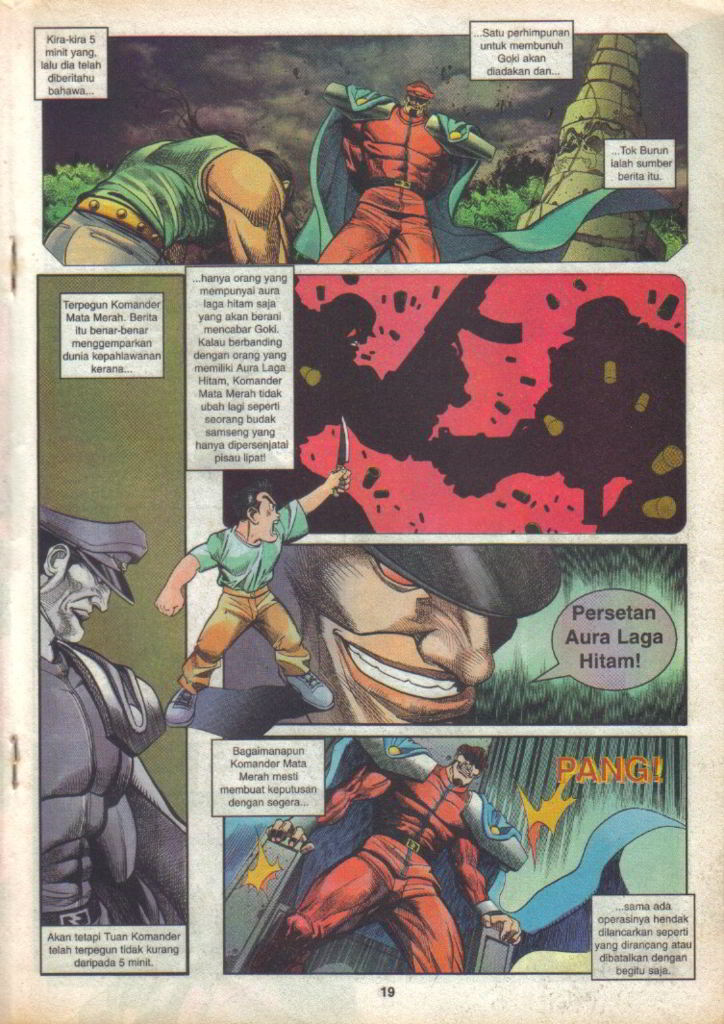 Kira-kira 5
minit yang,
lalu dia telah
diberitahu
bahawa...
...Satu perhimpunan
untuk membunuh
Goki akan
diadakan dan...
...Tok Burun
ialah sumber
berita itu.
Terpegun Komander
Mata Merah. Berita
itu benar-benar
menggemparkan
dunia kepahlawanan
kerana...
...hanya orang yang
mempunyai aura
laga hitam saja
yang akan berani
mencabar Goki.
Kalau berbanding
dengan orang yang
memiliki Aura Laga
Hitam, Komander
Mata Merah tidak
ubah lagi seperti
seorang budak
samseng yang
hanya dipersenjatai
pisau lipat!
Persetan
Aura Laga
Hitam!
Akan tetapi Tuan Komander
telah terpegun tidak kurang
daripada 5 minit.
Bagaimanapun
Komander Mata
Merah mesti
membuat keputusan
dengan segera...
PANG!
...sama ada
operasinya hendak
dilancarkan seperti
yang dirancang atau
dibatalkan dengan
begitu saja.
19